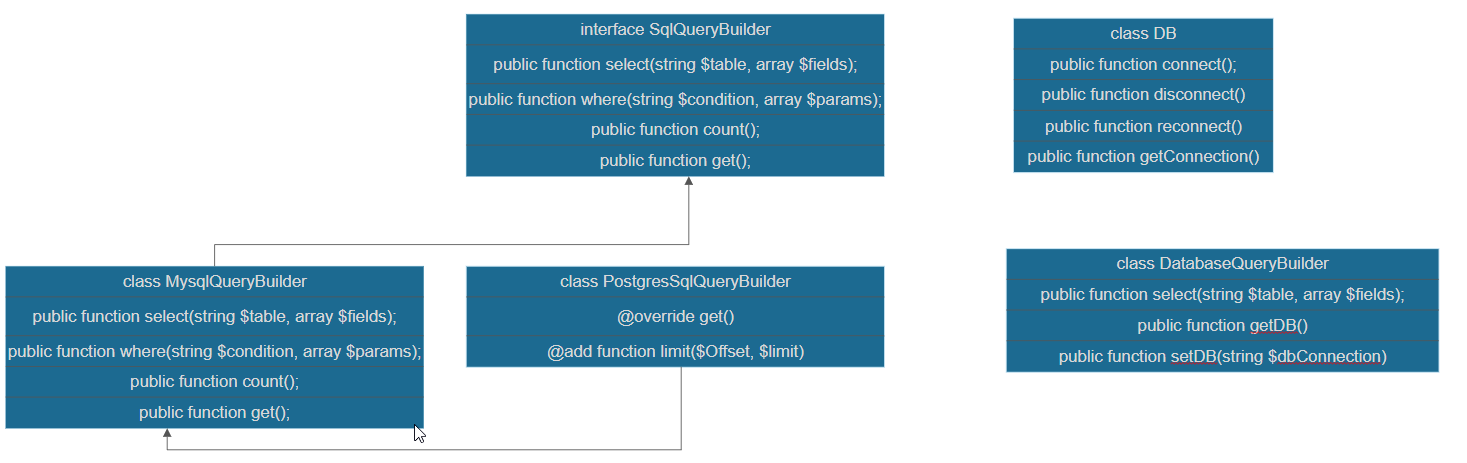 interface SqlQueryBuilder
public function select(string $table, array $fields);
public function where(string $condition, array $params);
public function count();
public function get();
class DB
public function connect();
public function disconnect()
public function reconnect()
public function getConnection()
class MysqlQueryBuilder
public function select(string $table, array $fields);
public function where(string $condition, array $params);
public function count();
public function get();
class PostgresSqlQueryBuilder
@override get()
@add function limit($Offset, $limit)
class DatabaseQueryBuilder
public function select(string $table, array $fields);
public function getDB()
public function setDB(string $dbConnection)